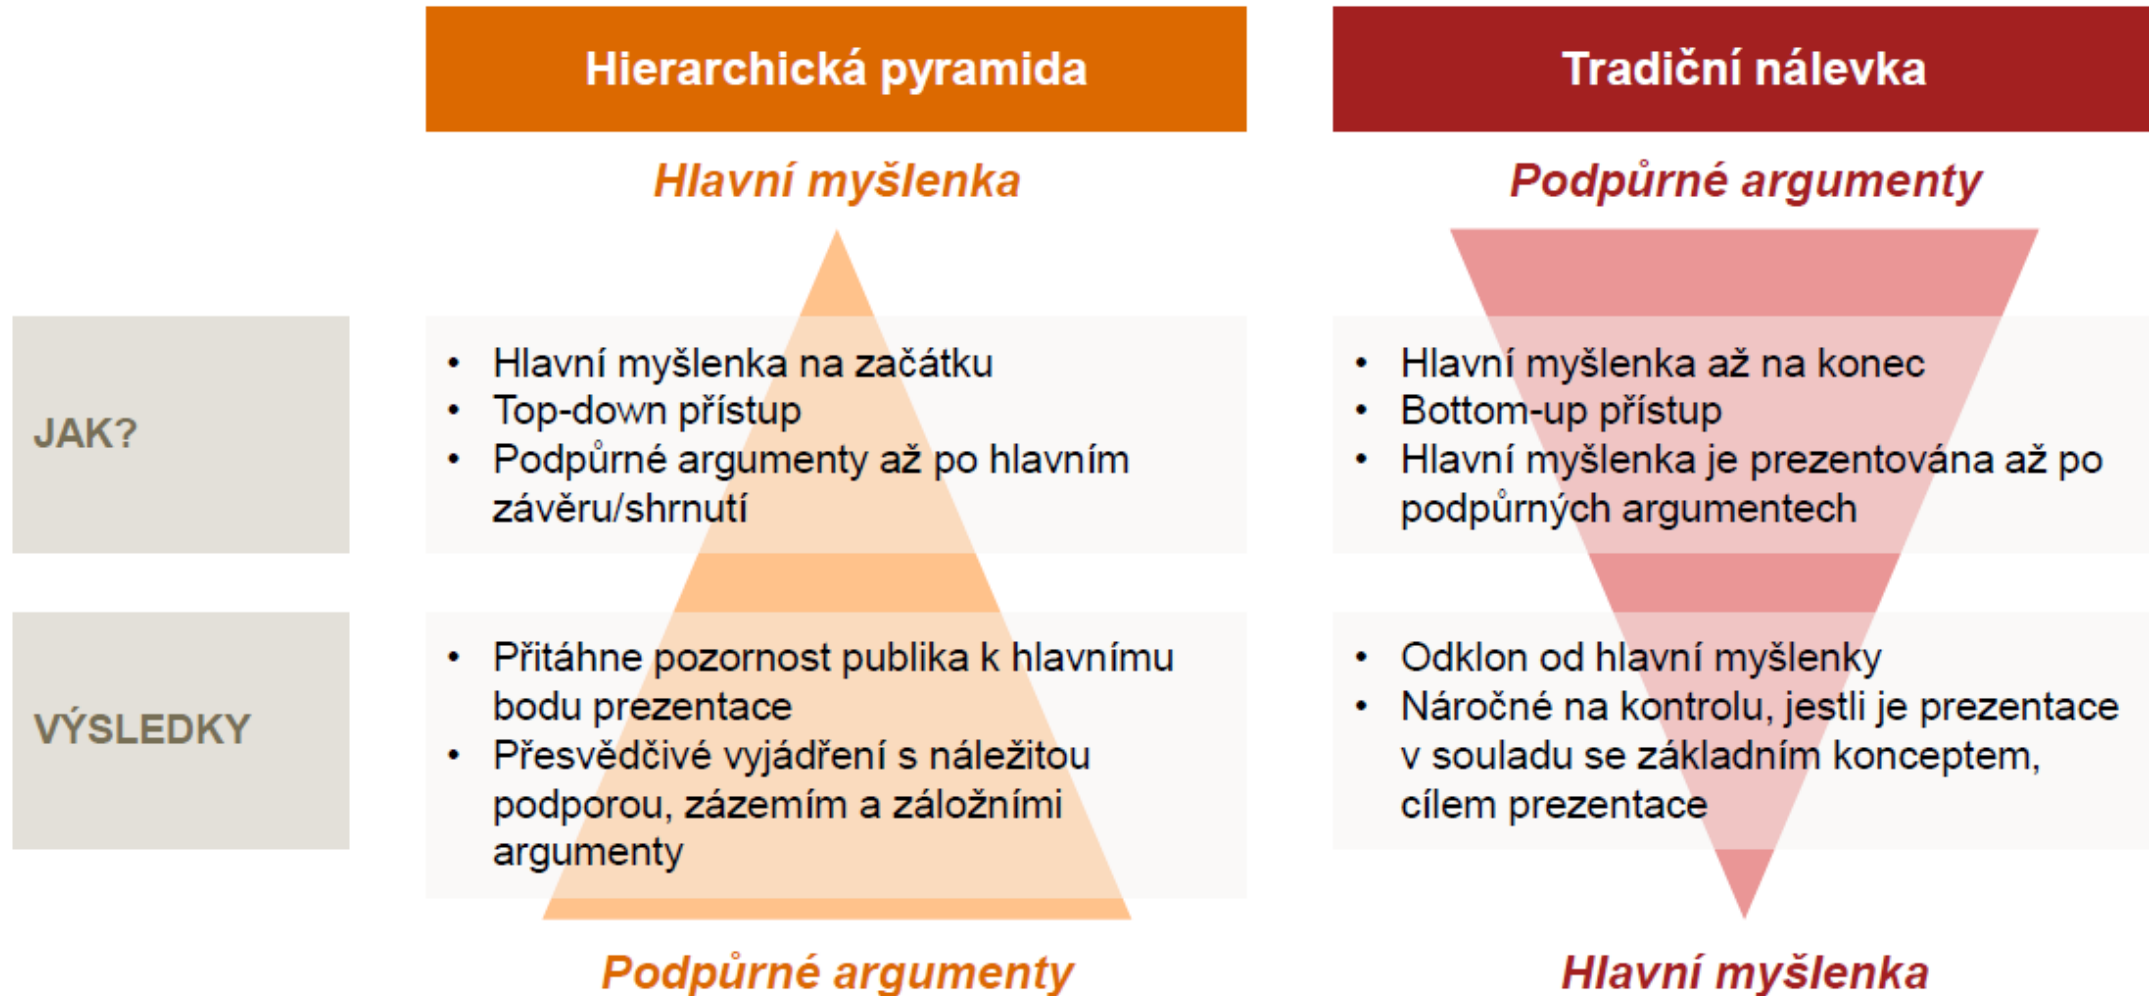 Hierarchická pyramida
Tradiční nálevka
Hlavní myšlenka
Podpůrné argumenty
JAK?
• Hlavní myšlenka na začátku
• Top-down přístup
• Podpůrné argumenty až po hlavním
závěru/shrnutí
• Hlavní myšlenka až na konec
• Bottom-up přístup
• Hlavní myšlenka je prezentována až po
podpůrných argumentech
VÝSLEDKY
• Přitáhne pozornost publika k hlavnímu
bodu prezentace
• Přesvědčivé vyjádření s náležitou
podporou, zázemím a záložními
argumenty
• Odklon od hlavní myšlenky
• Náročné na kontrolu, jestli je prezentace
v souladu se základním konceptem,
cílem prezentace
Podpůrné argumenty
Hlavní myšlenka